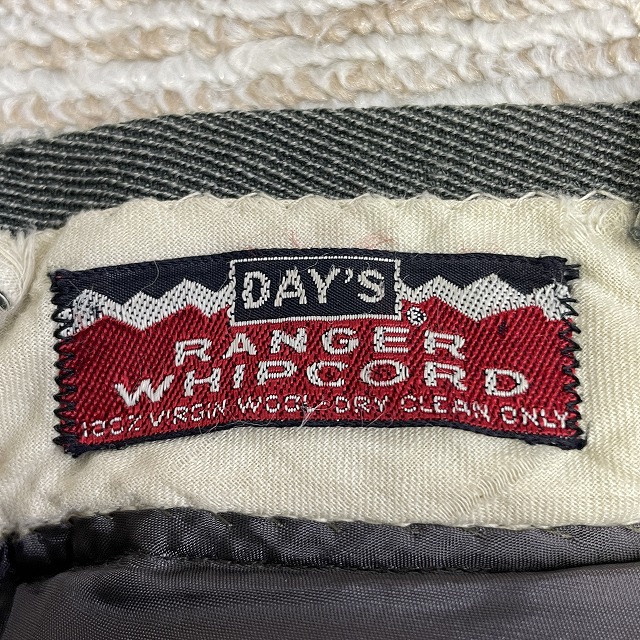 DAY'S®
RANGER
WHIPCORD
100% VIRGIN WOOL-DRY CLEAN ONLY